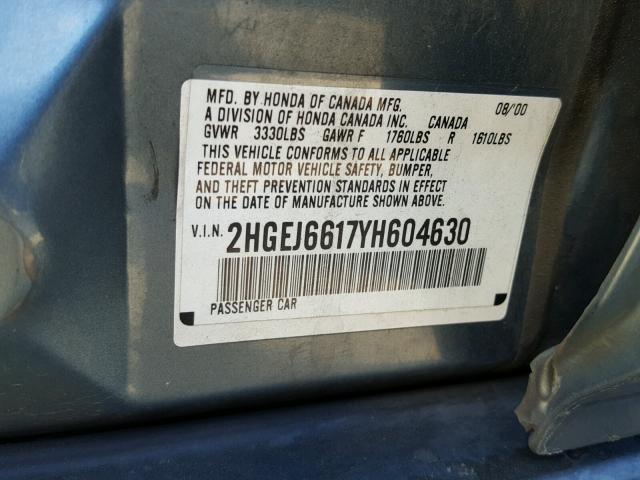 MFD. BY HONDA OF CANADA MFG. 08/00
A DIVISION OF HONDA CANADA INC. CANADA
GVWR 3330LBS GAWR F 1760LBS R 1610LBS
THIS VEHICLE CONFORMS TO ALL APPLICABLE
FEDERAL MOTOR VEHICLE SAFETY, BUMPER,
AND THEFT PREVENTION STANDARDS IN EFFECT
ON THE DATE OF MANUFACTURE SHOWN ABOVE.
V.I.N. 2HGEJ6617YH604630
PASSENGER CAR